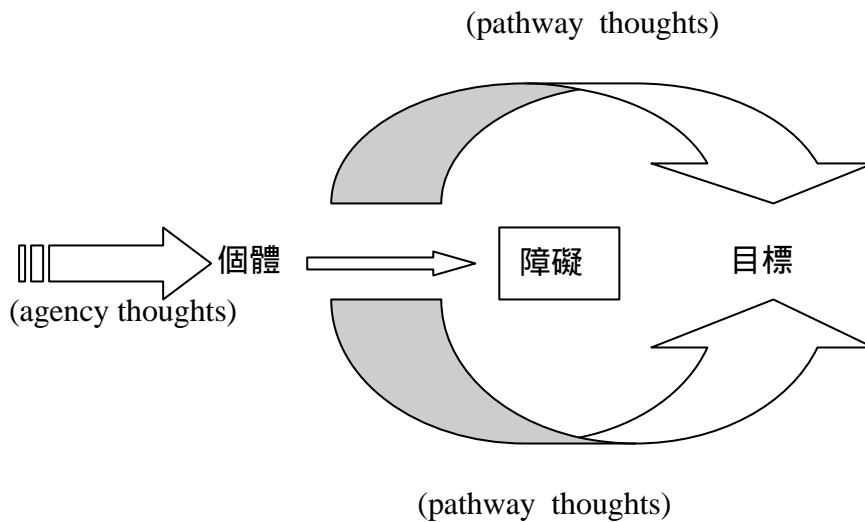 (pathway thoughts)
個體
障礙
目標
(agency thoughts)
(pathway thoughts)